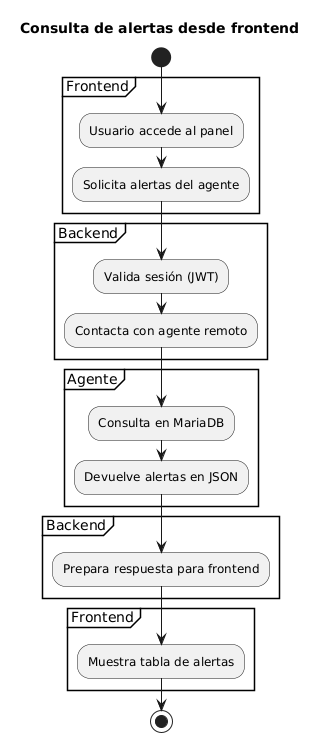 Consulta de alertas desde frontend
Frontend
Usuario accede al panel
Solicita alertas del agente
Backend
Valida sesión (JWT)
Contacta con agente remoto
Agente
Consulta en MariaDB
Devuelve alertas en JSON
Backend
Prepara respuesta para frontend
Frontend
Muestra tabla de alertas